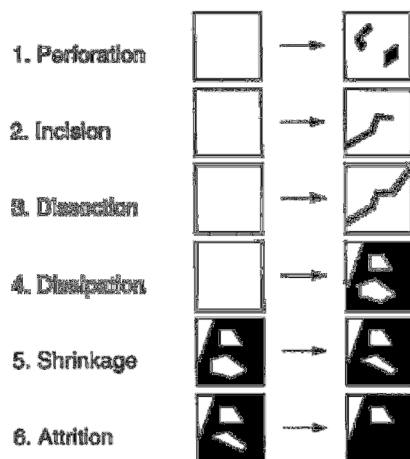 1. Perforation
2. Incision
3. Dissection
4. Dissipation
5. Shrinkage
6. Attrition